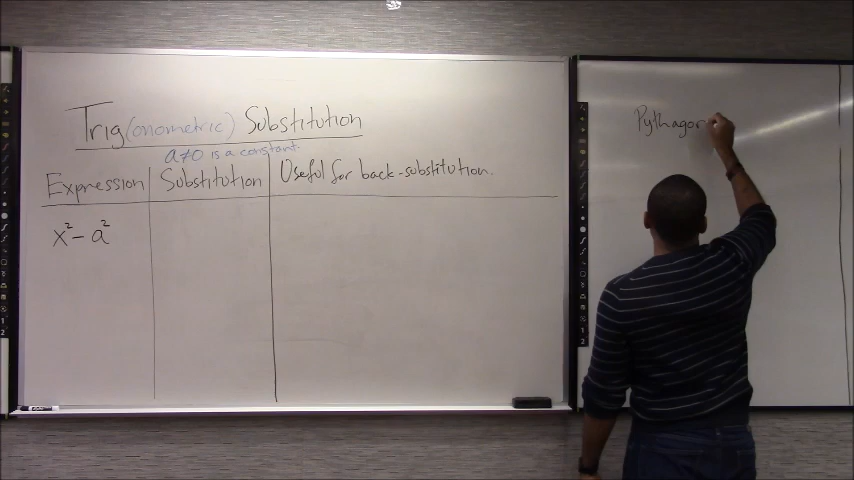 Trig(onometric) Substitution
a≠0 is a constant.
Expression Substitution Useful for back-substitution.
x² - a²
Pythagor